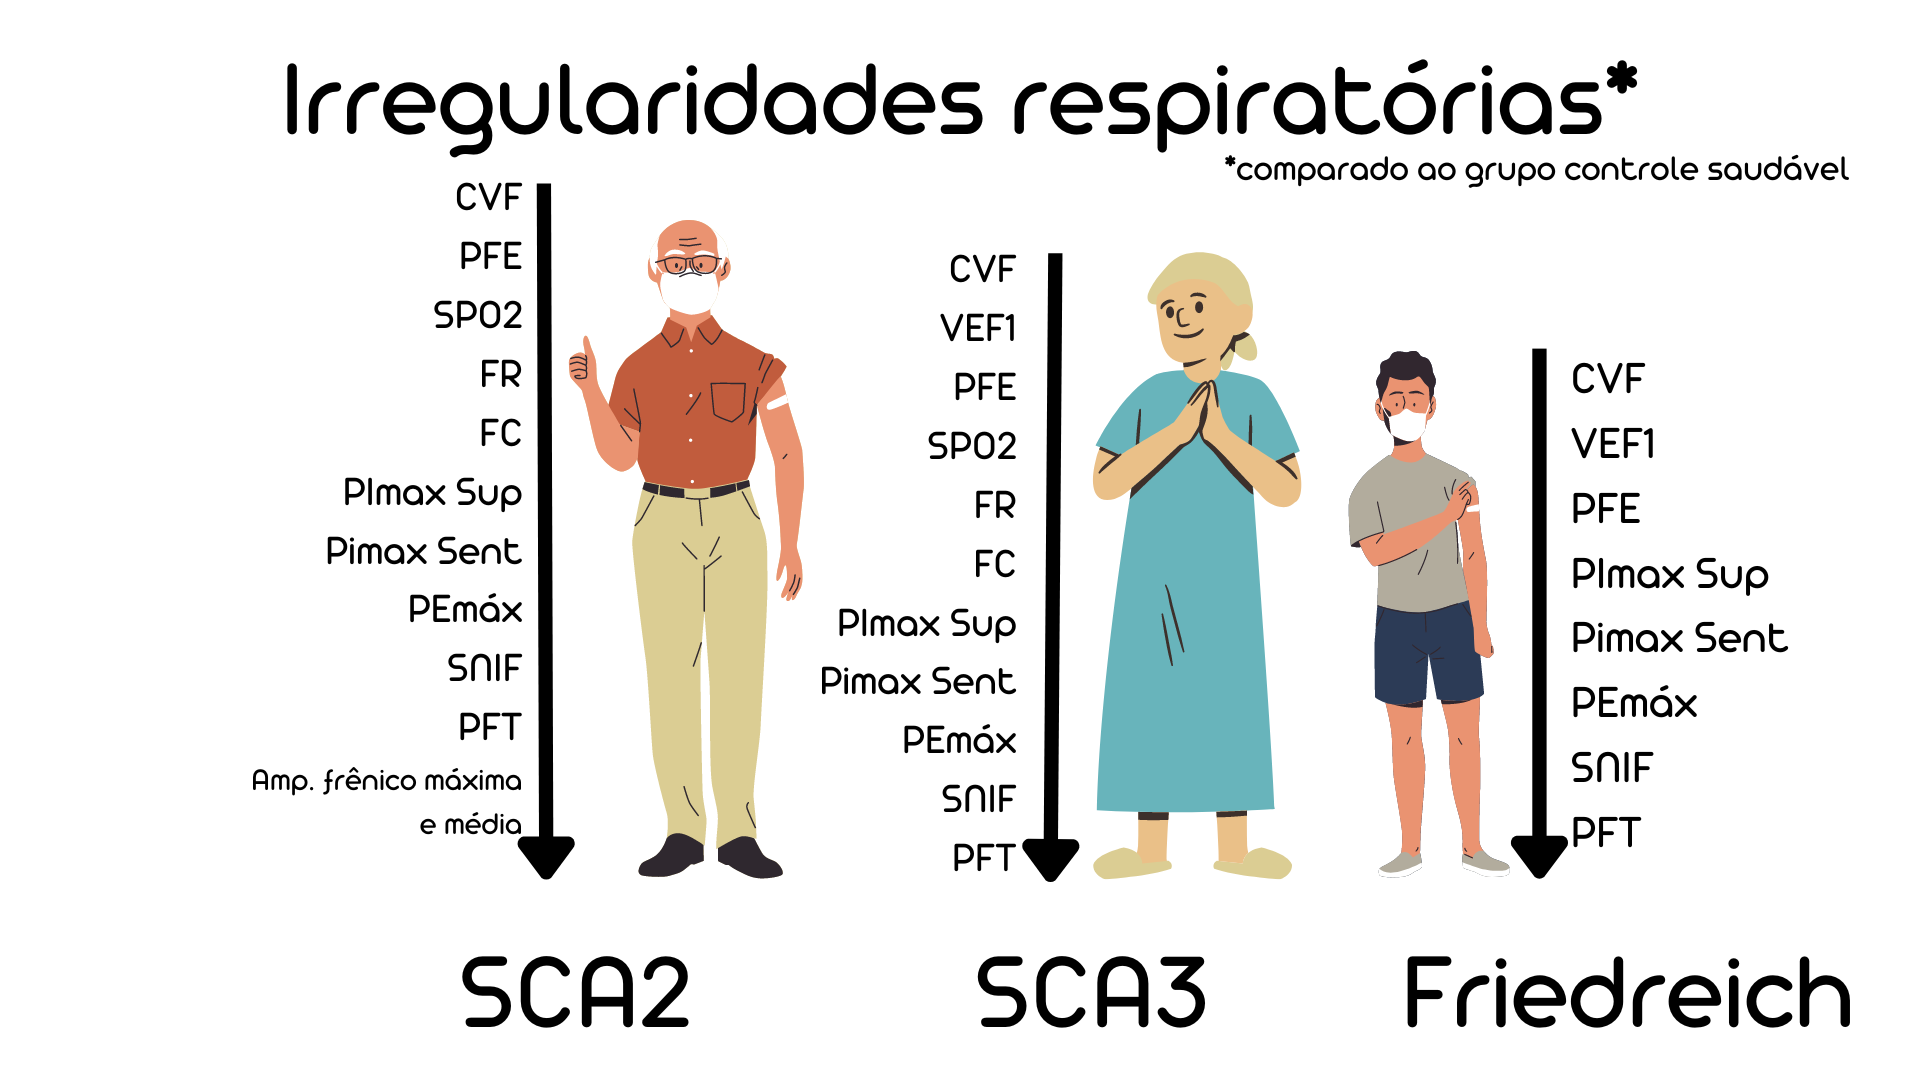 Irregularidades respiratórias*
*comparado ao grupo controle saudável
CVF
PFE
SPO2
FR
FC
PImax Sup
Pimax Sent
PEmáx
SNIF
PFT
Amp. frênico máxima
e média
SCA2
CVF
VEF1
PFE
SPO2
FR
FC
PImax Sup
Pimax Sent
PEmáx
SNIF
PFT
SCA3
CVF
VEF1
PFE
PImax Sup
Pimax Sent
PEmáx
SNIF
PFT
Friedreich